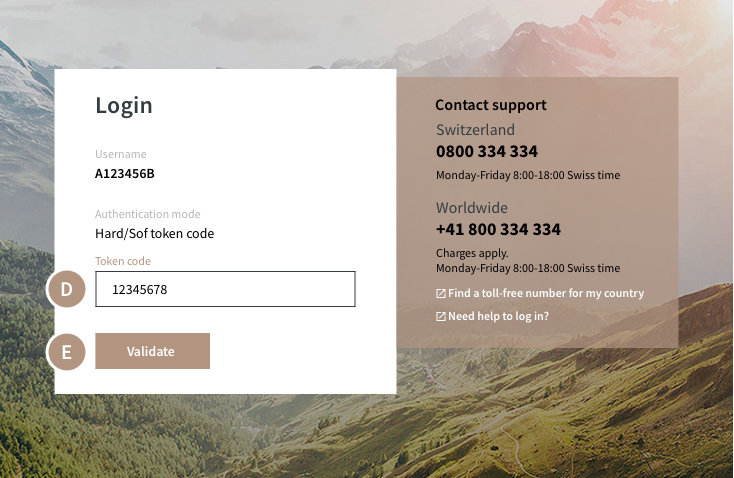 Login
Username
A123456B
Authentication mode
Hard/Sof token code
Token code
D
12345678
E
Validate
Contact support
Switzerland
0800 334 334
Monday-Friday 8:00-18:00 Swiss time
Worldwide
+41 800 334 334
Charges apply.
Monday-Friday 8:00-18:00 Swiss time
Find a toll-free number for my country
Need help to log in?